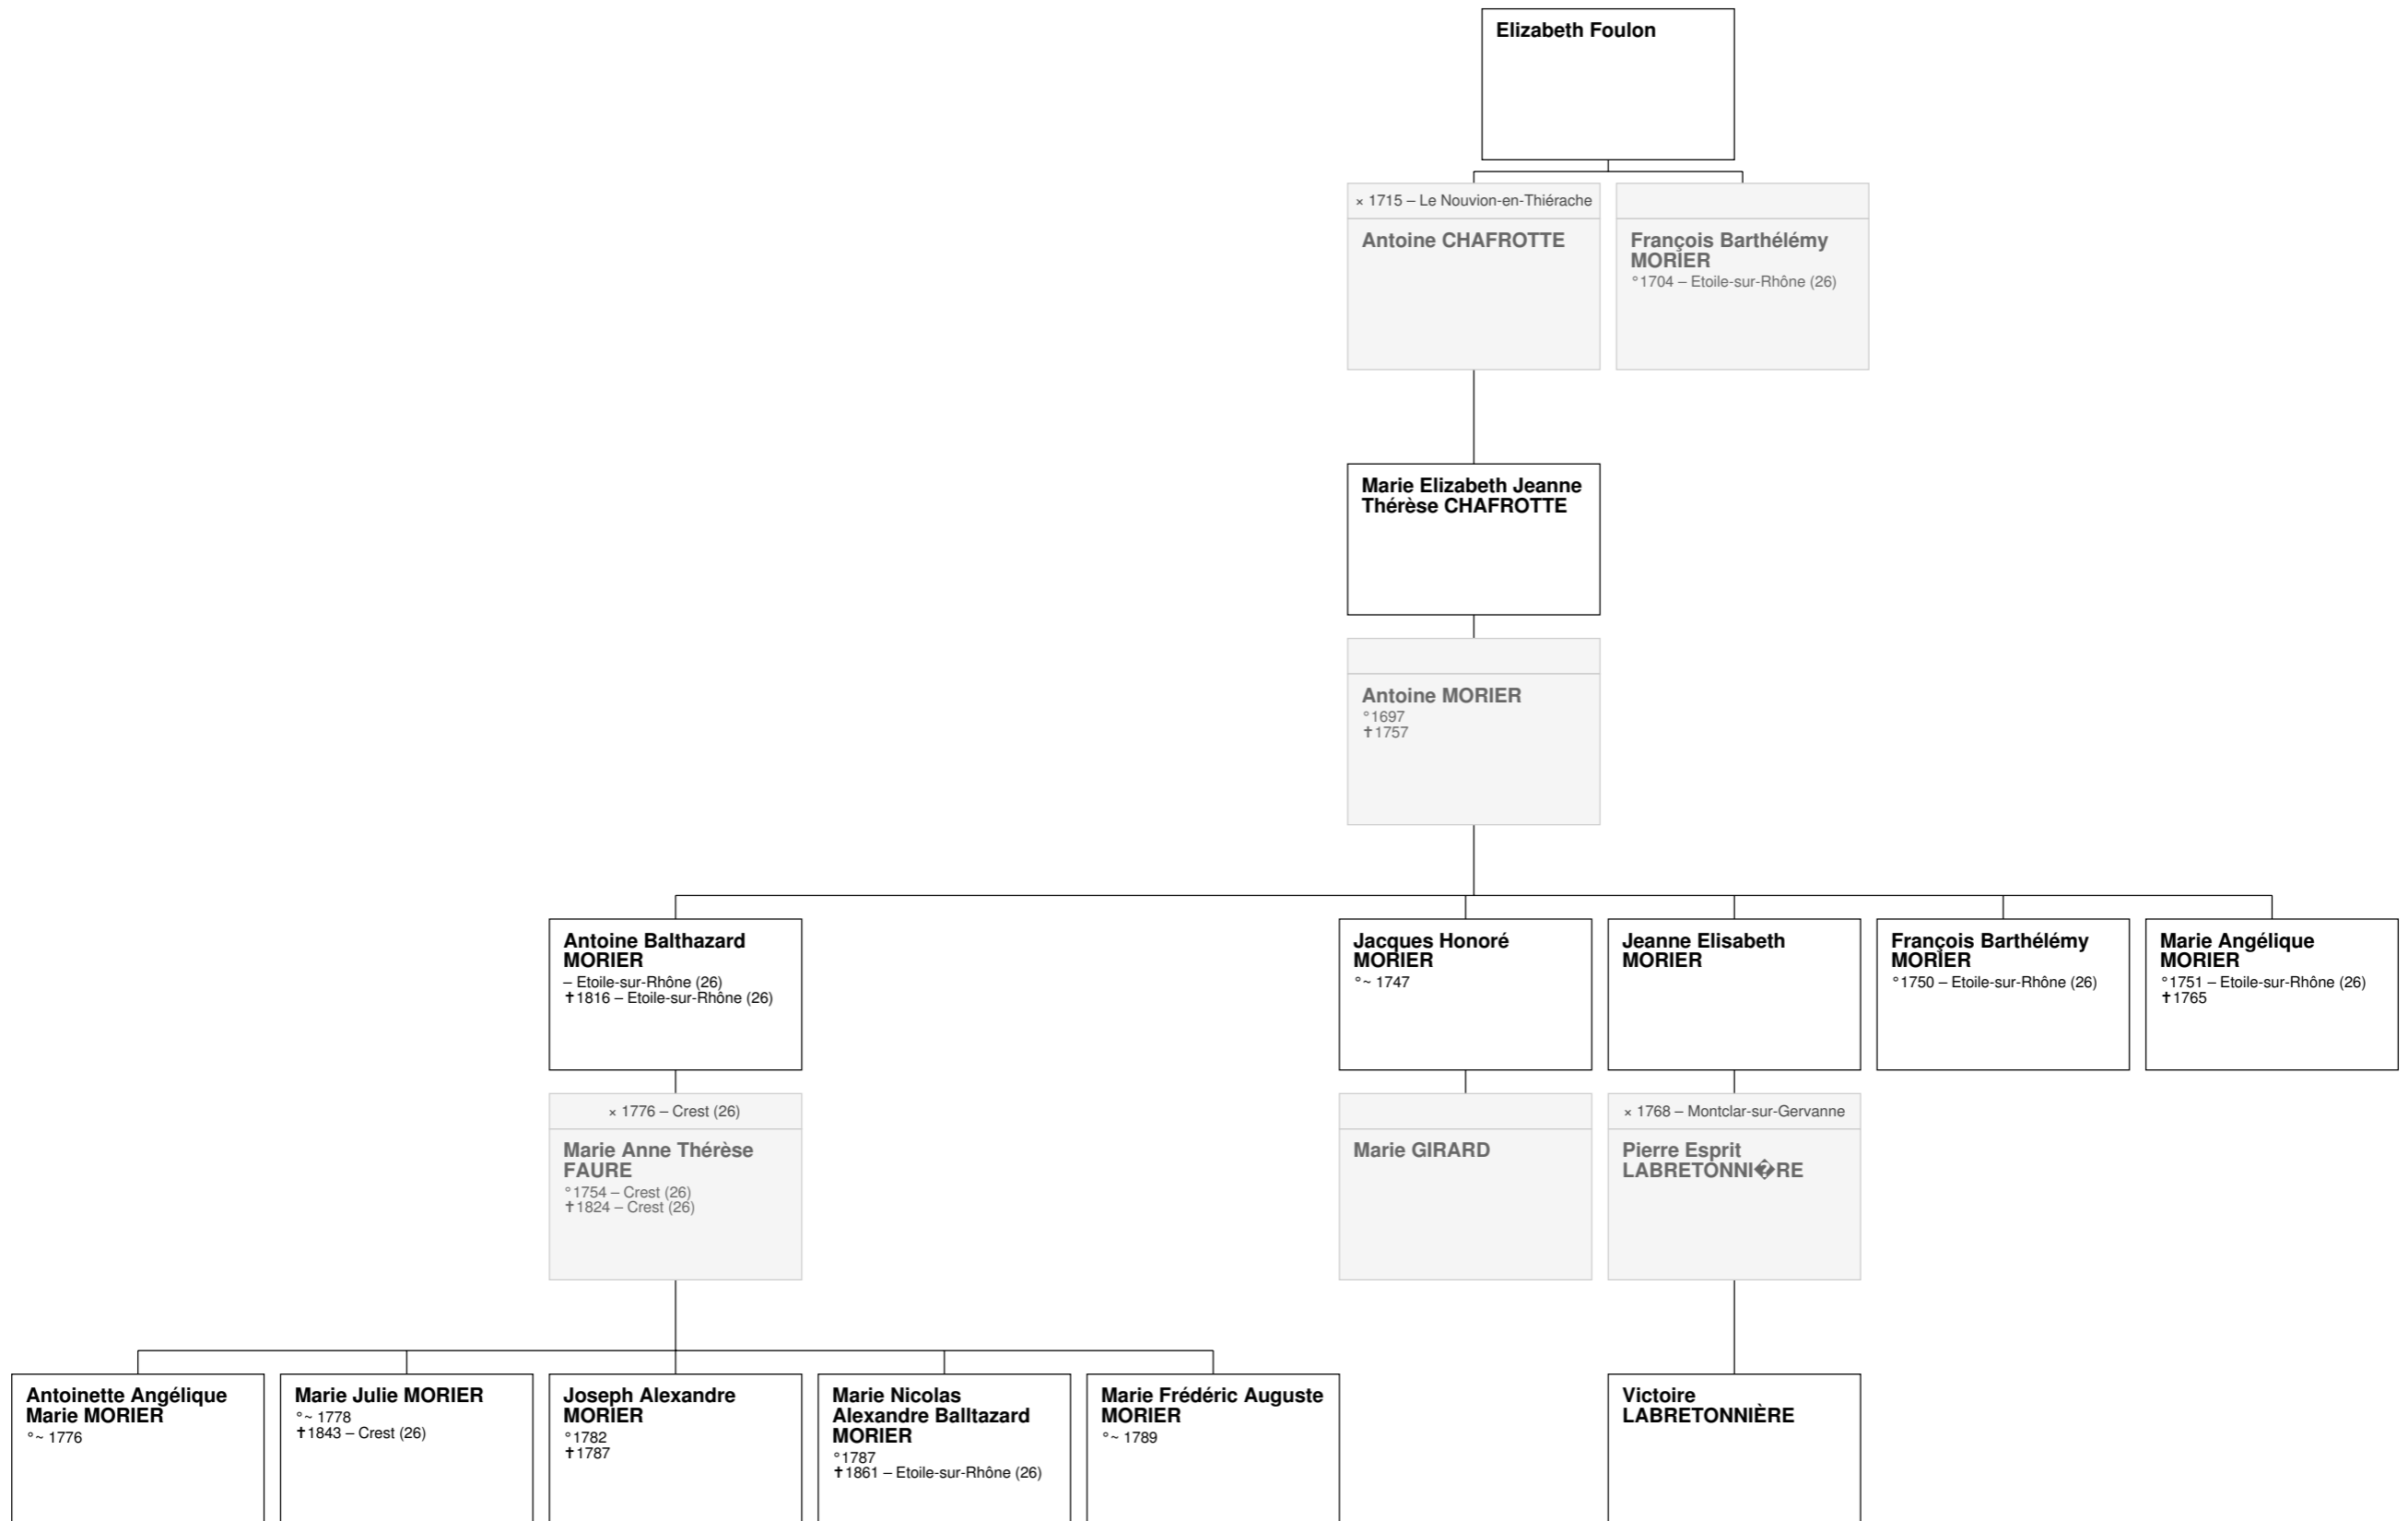 Elizabeth Foulon
× 1715 – Le Nouvion-en-Thiérache
Antoine CHAFROTTE
François Barthélémy
MORIER
°1704 – Etoile-sur-Rhône (26)
Marie Elizabeth Jeanne
Thérèse CHAFROTTE
Antoine MORIER
°1697
✝1757
Antoine Balthazard
MORIER
– Etoile-sur-Rhône (26)
✝1816 – Etoile-sur-Rhône (26)
Jacques Honoré
MORIER
°~ 1747
Jeanne Elisabeth
MORIER
François Barthélémy
MORIER
°1750 – Etoile-sur-Rhône (26)
Marie Angélique
MORIER
°1751 – Etoile-sur-Rhône (26)
✝1765
× 1776 – Crest (26)
Marie Anne Thérèse
FAURE
°1754 – Crest (26)
✝1824 – Crest (26)
Marie GIRARD
× 1768 – Montclar-sur-Gervanne
Pierre Esprit
LABRETONNI�RE
Antoinette Angélique
Marie MORIER
°~ 1776
Marie Julie MORIER
°~ 1778
✝1843 – Crest (26)
Joseph Alexandre
MORIER
°1782
✝1787
Marie Nicolas
Alexandre Balltazard
MORIER
°1787
✝1861 – Etoile-sur-Rhône (26)
Marie Frédéric Auguste
MORIER
°~ 1789
Victoire
LABRETONNIÈRE